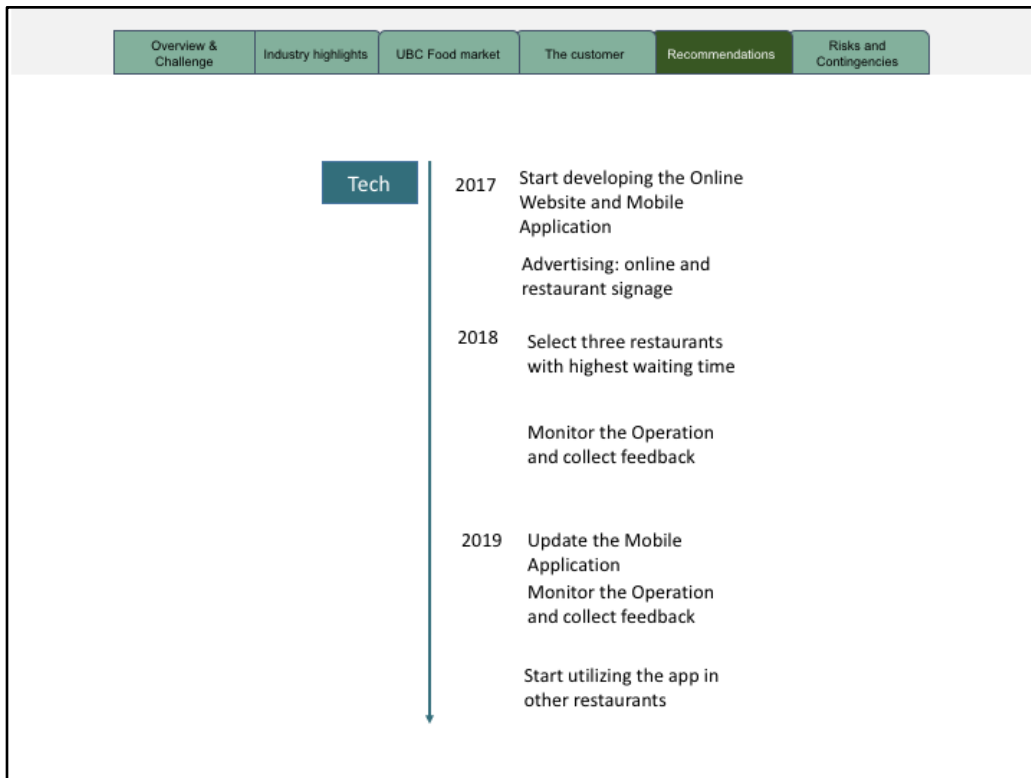 Overview &
Challenge
Industry highlights
UBC Food market
The customer
Recommendations
Risks and
Contingencies
Tech
2017
Start developing the Online
Website and Mobile
Application
Advertising: online and
restaurant signage
2018
Select three restaurants
with highest waiting time
Monitor the Operation
and collect feedback
2019
Update the Mobile
Application
Monitor the Operation
and collect feedback
Start utilizing the app in
other restaurants